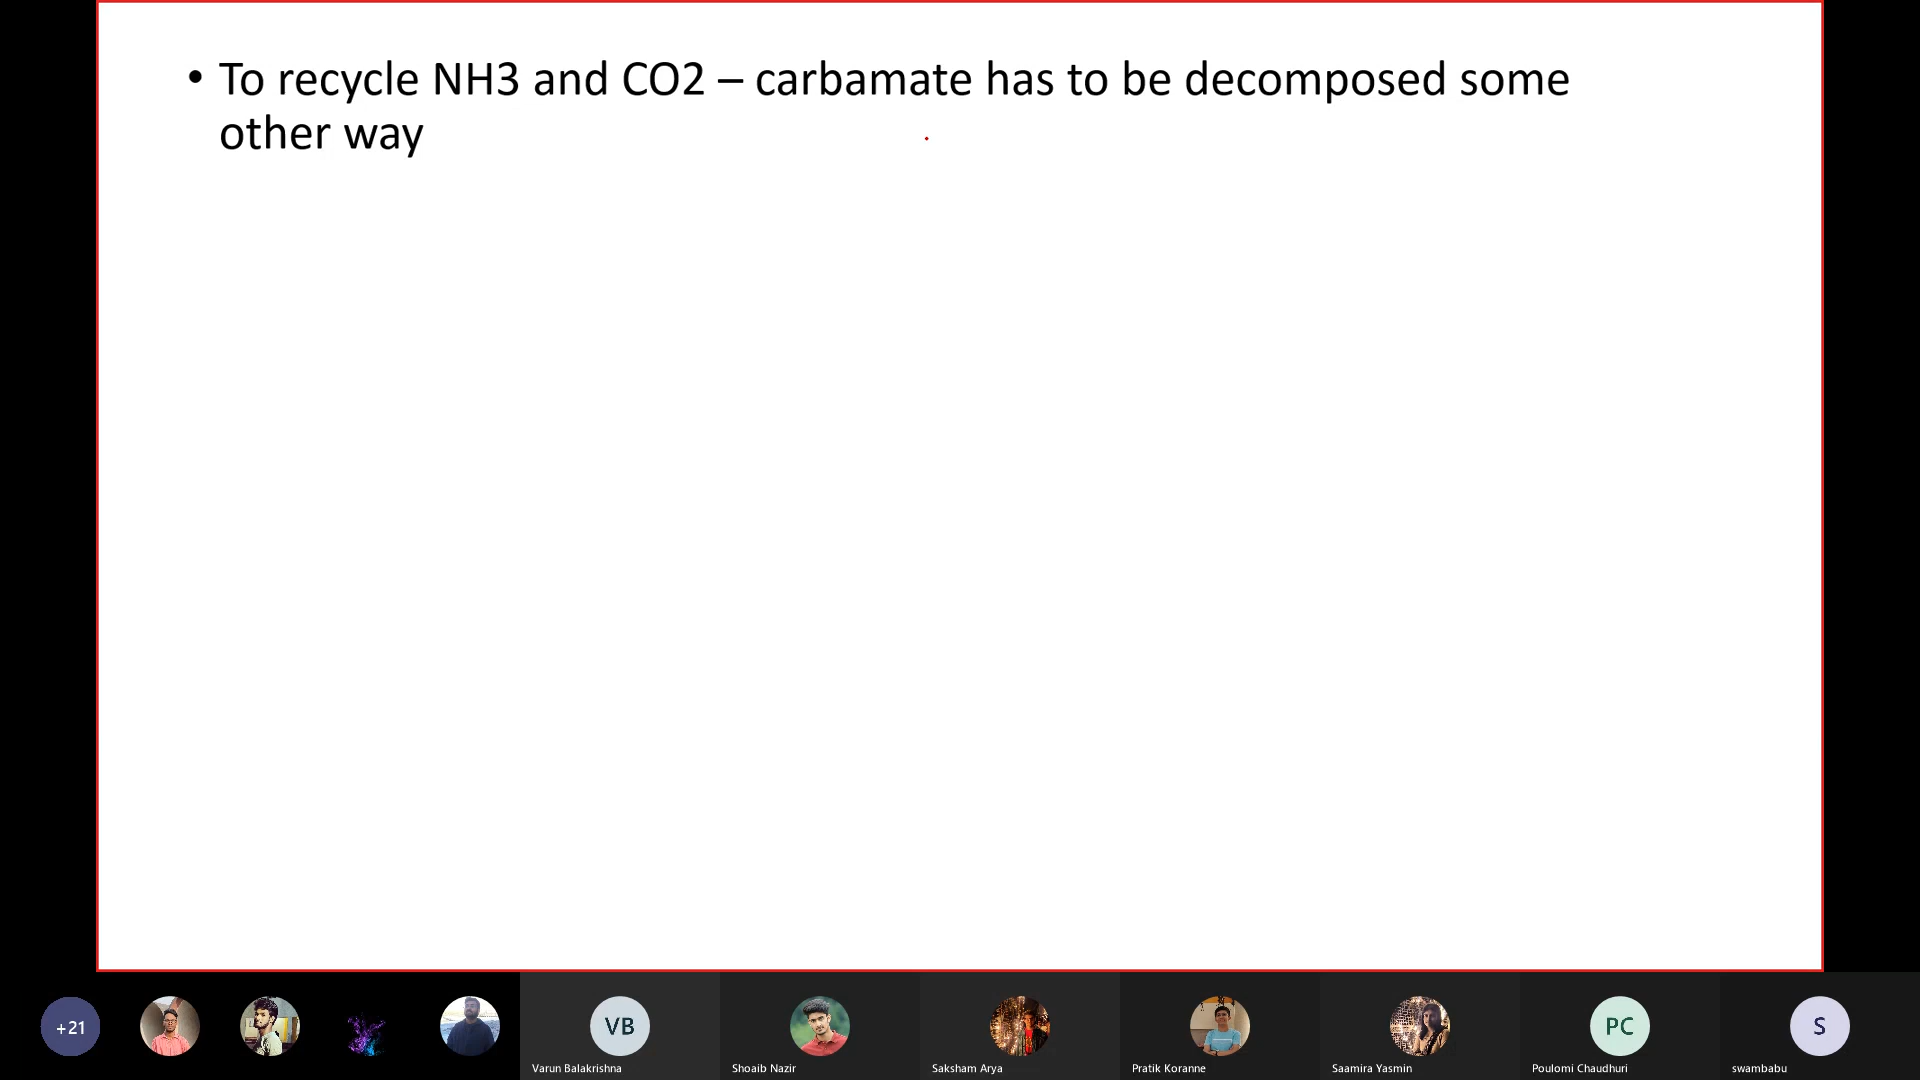 • To recycle NH3 and CO2 – carbamate has to be decomposed some
other way
+21
VB
PC
S
Varun Balakrishna
Shoaib Nazir
Saksham Arya
Pratik Koranne
Saamira Yasmin
Poulomi Chaudhuri
swambabu